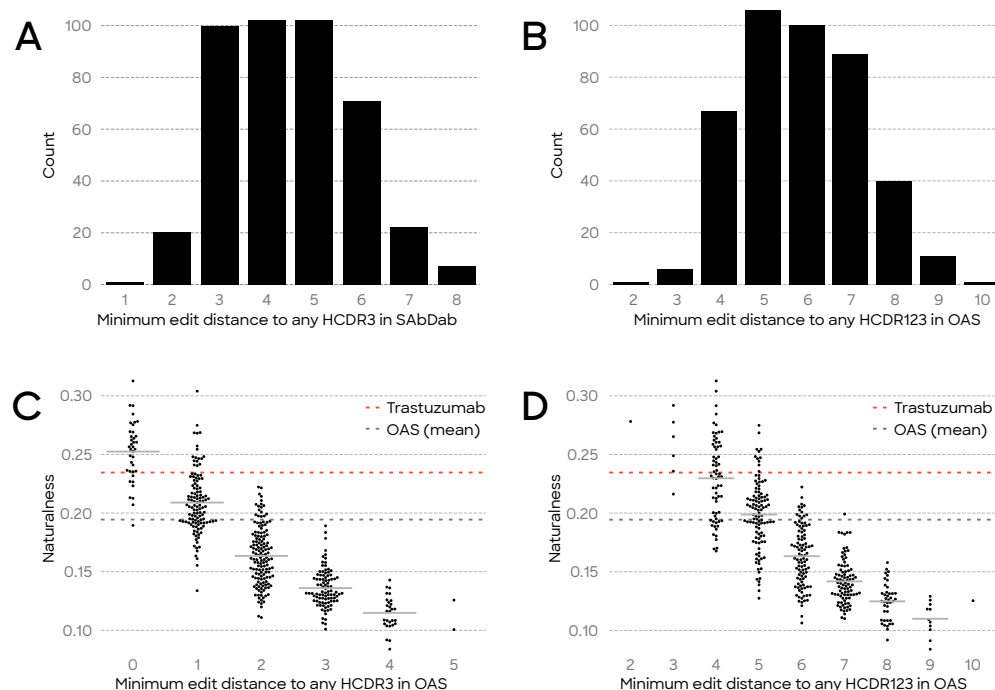 A
100
80
60
40
20
0
Count
1 2 3 4 5 6 7 8
Minimum edit distance to any HCDR3 in SAbDab
B
100
80
60
40
20
0
Count
2 3 4 5 6 7 8 9 10
Minimum edit distance to any HCDR123 in OAS
C
0.30
0.25
0.20
0.15
0.10
Naturalness
Trastuzumab
OAS (mean)
0 1 2 3 4 5
Minimum edit distance to any HCDR3 in OAS
D
0.30
0.25
0.20
0.15
0.10
Naturalness
Trastuzumab
OAS (mean)
2 3 4 5 6 7 8 9 10
Minimum edit distance to any HCDR123 in OAS